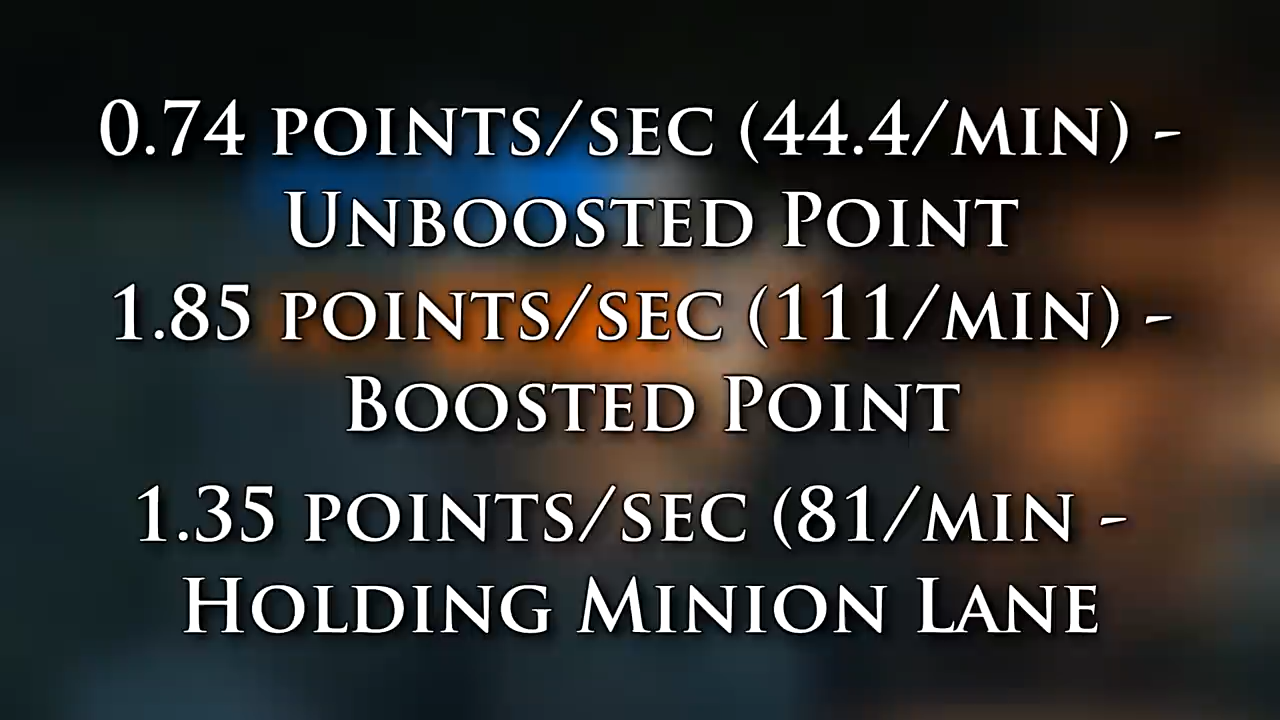 0.74 points/sec (44.4/min) -
Unboosted Point
1.85 points/sec (111/min) -
Boosted Point
1.35 points/sec (81/min -
Holding Minion Lane